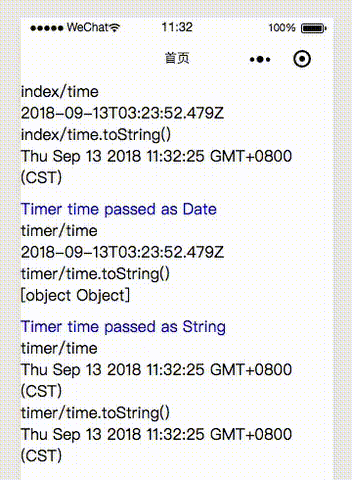 ●●●●● WeChat 11:32 100%
首页
index/time
2018-09-13T03:23:52.479Z
index/time.toString()
Thu Sep 13 2018 11:32:25 GMT+0800
(CST)
Timer time passed as Date
timer/time
2018-09-13T03:23:52.479Z
timer/time.toString()
[object Object]
Timer time passed as String
timer/time
Thu Sep 13 2018 11:32:25 GMT+0800
(CST)
timer/time.toString()
Thu Sep 13 2018 11:32:25 GMT+0800
(CST)